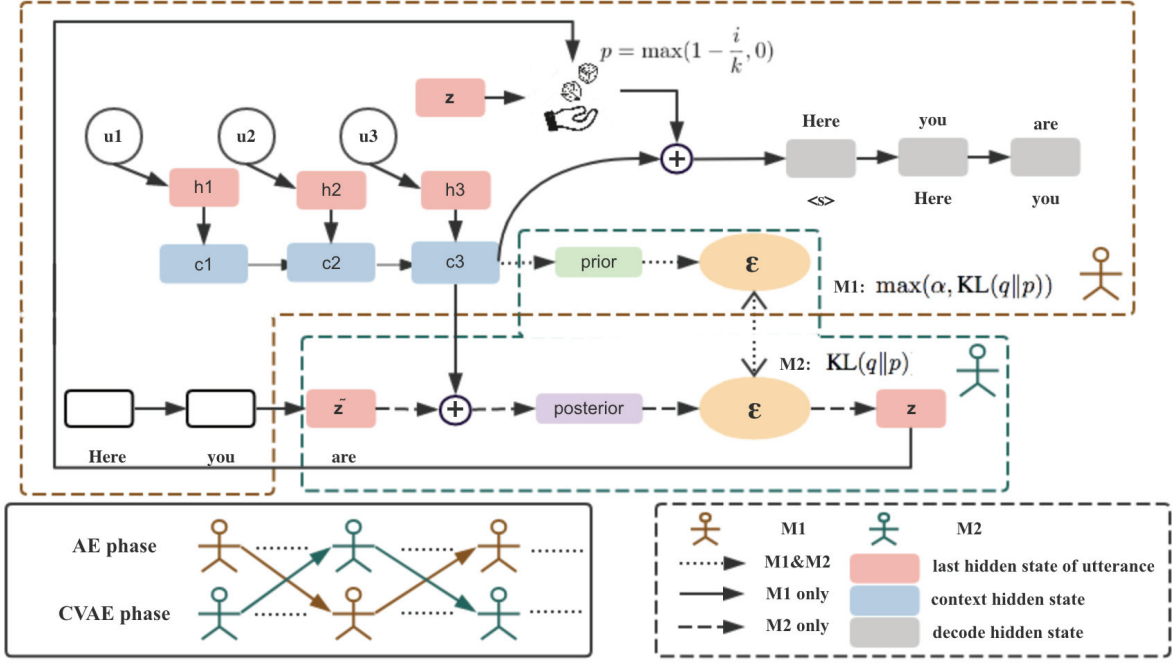 p = max(1 - i/k, 0)
z
u1 u2 u3
Here you are
h1 h2 h3
<s> Here you
c1 c2 c3 prior ε
M1: max(α, KL(q||p))
M2: KL(q||p)
z̃ posterior ε z
Here you are
AE phase
CVAE phase
M1 M2
M1&M2 last hidden state of utterance
M1 only context hidden state
M2 only decode hidden state